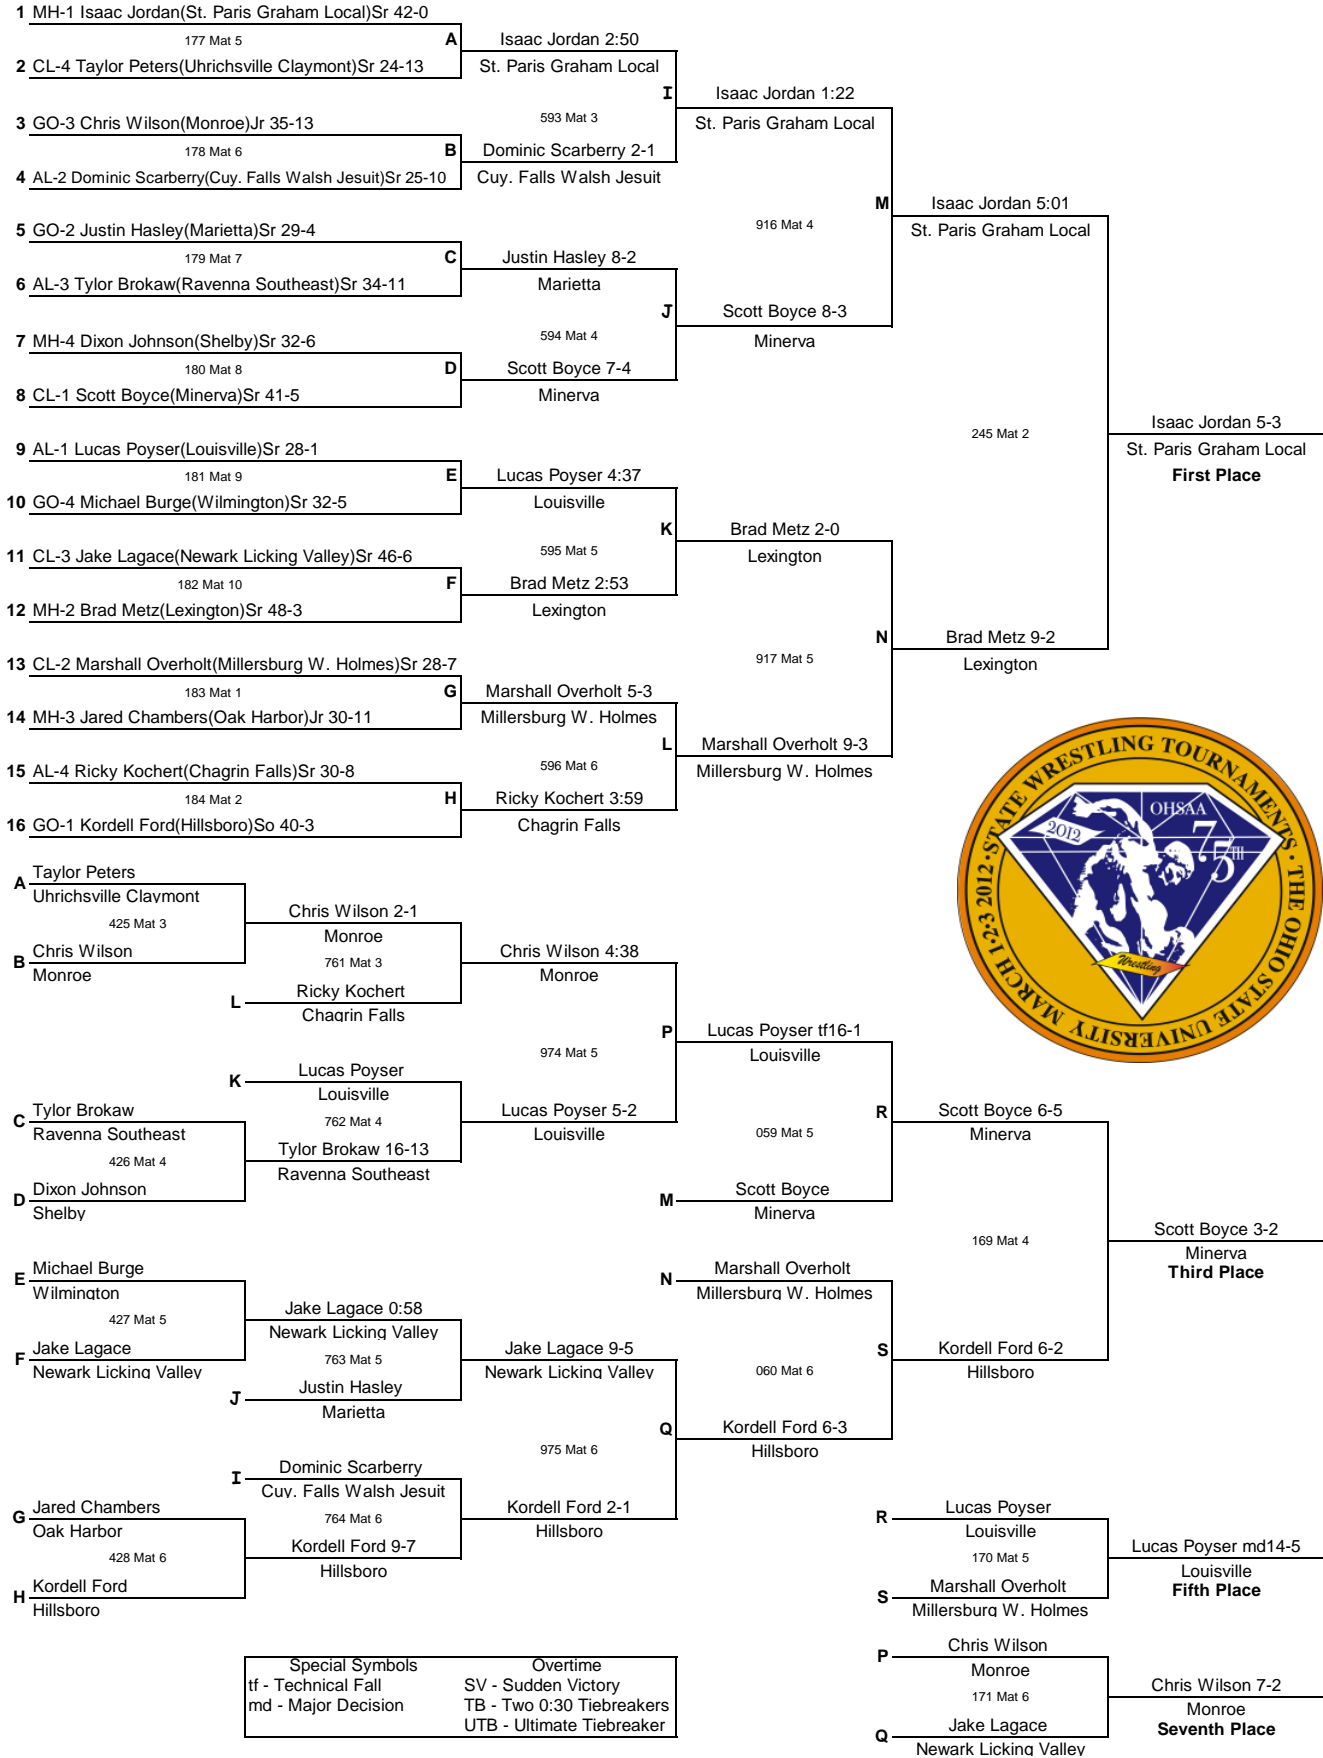 1 MH-1 Isaac Jordan(St. Paris Graham Local)Sr 42-0
177 Mat 5
A
2 CL-4 Taylor Peters(Uhrichsville Claymont)Sr 24-13
Isaac Jordan 2:50
St. Paris Graham Local
I
593 Mat 3
3 GO-3 Chris Wilson(Monroe)Jr 35-13
178 Mat 6
B
4 AL-2 Dominic Scarberry(Cuy. Falls Walsh Jesuit)Sr 25-10
Dominic Scarberry 2-1
Cuy. Falls Walsh Jesuit
Isaac Jordan 1:22
St. Paris Graham Local
M
916 Mat 4
5 GO-2 Justin Hasley(Marietta)Sr 29-4
179 Mat 7
C
6 AL-3 Tylor Brokaw(Ravenna Southeast)Sr 34-11
Justin Hasley 8-2
Marietta
J
594 Mat 4
7 MH-4 Dixon Johnson(Shelby)Sr 32-6
180 Mat 8
D
8 CL-1 Scott Boyce(Minerva)Sr 41-5
Scott Boyce 7-4
Minerva
Scott Boyce 8-3
Minerva
Isaac Jordan 5:01
St. Paris Graham Local
245 Mat 2
Isaac Jordan 5-3
St. Paris Graham Local
First Place
9 AL-1 Lucas Poyser(Louisville)Sr 28-1
181 Mat 9
E
10 GO-4 Michael Burge(Wilmington)Sr 32-5
Lucas Poyser 4:37
Louisville
K
595 Mat 5
11 CL-3 Jake Lagace(Newark Licking Valley)Sr 46-6
182 Mat 10
F
12 MH-2 Brad Metz(Lexington)Sr 48-3
Brad Metz 2:53
Lexington
Brad Metz 2-0
Lexington
N
917 Mat 5
13 CL-2 Marshall Overholt(Millersburg W. Holmes)Sr 28-7
183 Mat 1
G
14 MH-3 Jared Chambers(Oak Harbor)Jr 30-11
Marshall Overholt 5-3
Millersburg W. Holmes
L
596 Mat 6
15 AL-4 Ricky Kochert(Chagrin Falls)Sr 30-8
184 Mat 2
H
16 GO-1 Kordell Ford(Hillsboro)So 40-3
Ricky Kochert 3:59
Chagrin Falls
Marshall Overholt 9-3
Millersburg W. Holmes
Brad Metz 9-2
Lexington
STATE WRESTLING TOURNAMENTS · THE OHIO STATE UNIVERSITY MARCH 1·2·3 2012 ·
OHSAA
2012
75TH
Wrestling
A Taylor Peters
Uhrichsville Claymont
425 Mat 3
B Chris Wilson
Monroe
Chris Wilson 2-1
Monroe
761 Mat 3
L Ricky Kochert
Chagrin Falls
Chris Wilson 4:38
Monroe
P
974 Mat 5
K Lucas Poyser
Louisville
762 Mat 4
C Tylor Brokaw
Ravenna Southeast
426 Mat 4
D Dixon Johnson
Shelby
Tylor Brokaw 16-13
Ravenna Southeast
Lucas Poyser 5-2
Louisville
Lucas Poyser tf16-1
Louisville
R
059 Mat 5
M Scott Boyce
Minerva
Scott Boyce 6-5
Minerva
169 Mat 4
Scott Boyce 3-2
Minerva
Third Place
E Michael Burge
Wilmington
427 Mat 5
F Jake Lagace
Newark Licking Valley
Jake Lagace 0:58
Newark Licking Valley
763 Mat 5
J Justin Hasley
Marietta
Jake Lagace 9-5
Newark Licking Valley
Q
975 Mat 6
N Marshall Overholt
Millersburg W. Holmes
S
060 Mat 6
Kordell Ford 6-2
Hillsboro
Kordell Ford 6-3
Hillsboro
I Dominic Scarberry
Cuy. Falls Walsh Jesuit
764 Mat 6
G Jared Chambers
Oak Harbor
428 Mat 6
H Kordell Ford
Hillsboro
Kordell Ford 9-7
Hillsboro
Kordell Ford 2-1
Hillsboro
R Lucas Poyser
Louisville
170 Mat 5
S Marshall Overholt
Millersburg W. Holmes
Lucas Poyser md14-5
Louisville
Fifth Place
P Chris Wilson
Monroe
171 Mat 6
Q Jake Lagace
Newark Licking Valley
Chris Wilson 7-2
Monroe
Seventh Place
Special Symbols
tf - Technical Fall
md - Major Decision
Overtime
SV - Sudden Victory
TB - Two 0:30 Tiebreakers
UTB - Ultimate Tiebreaker